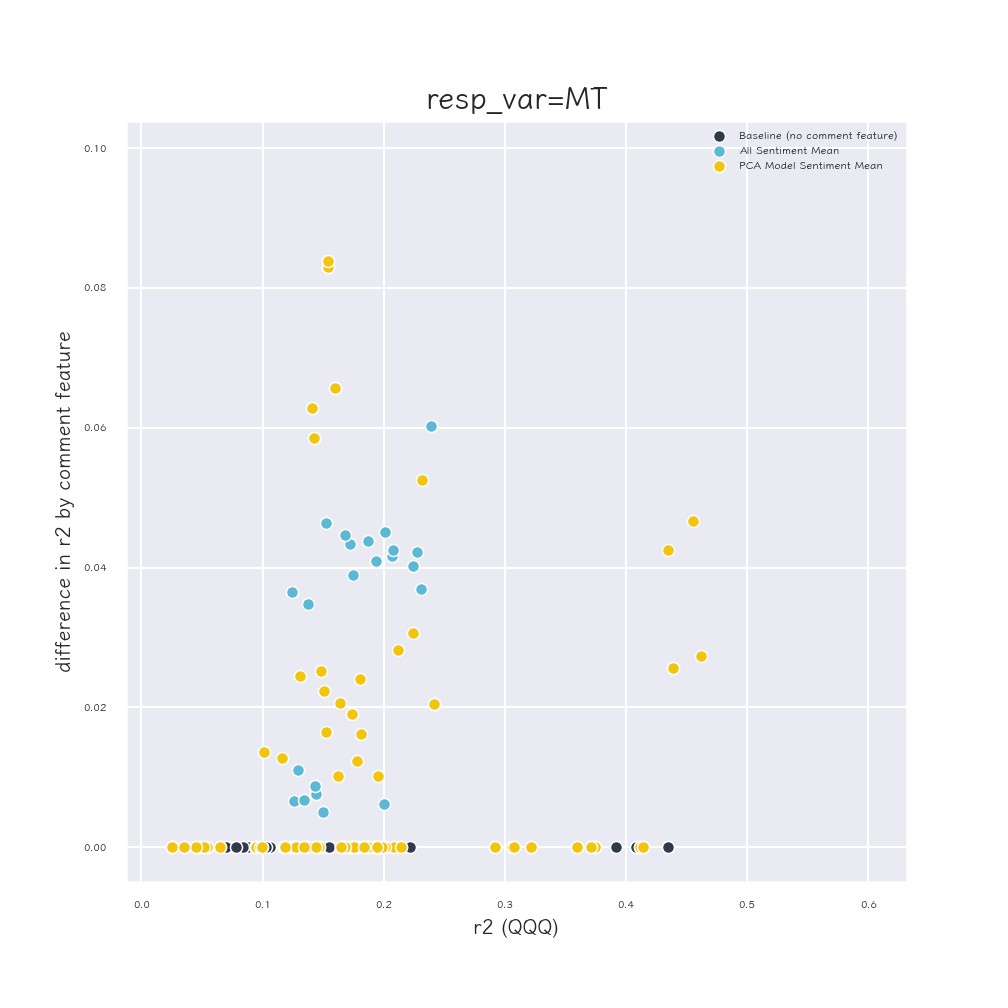 resp_var=MT
Baseline (no comment feature)
All Sentiment Mean
PCA Model Sentiment Mean
0.10
0.08
0.06
0.04
0.02
0.00
difference in r2 by comment feature
0.0 0.1 0.2 0.3 0.4 0.5 0.6
r2 (QQQ)